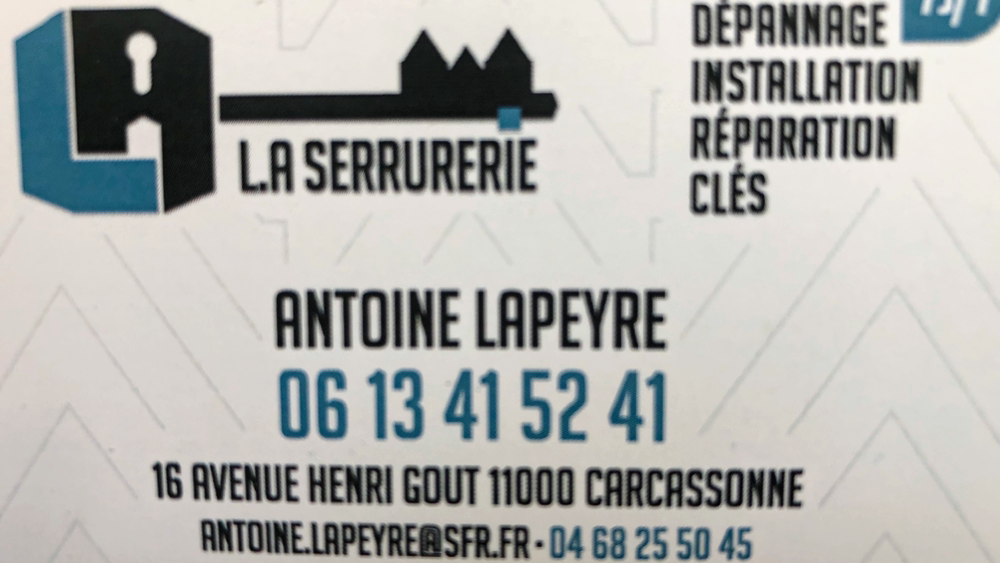 DÉPANNAGE
INSTALLATION
RÉPARATION
CLÉS
L.A SERRURERIE
ANTOINE LAPEYRE
06 13 41 52 41
16 AVENUE HENRI GOUT 11000 CARCASSONNE
ANTOINE.LAPEYRE@SFR.FR - 04 68 25 50 45